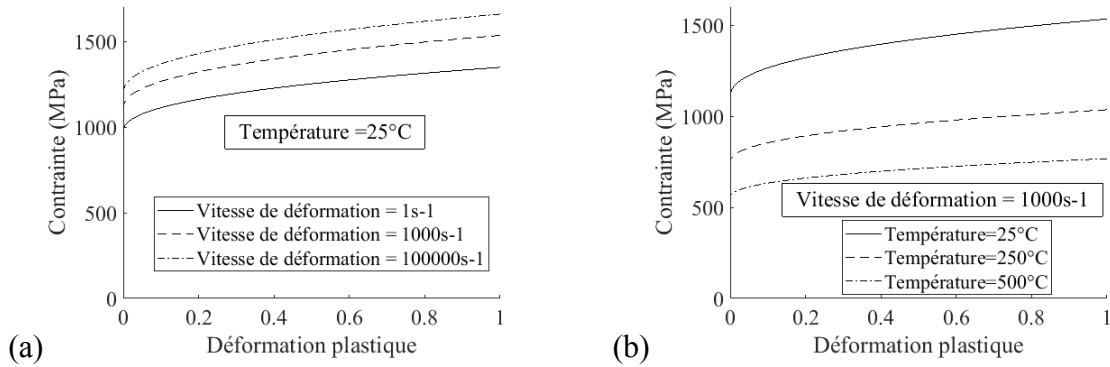 1500
1000
500
0
Contrainte (MPa)
Température =25°C
Vitesse de déformation = 1s-1
Vitesse de déformation = 1000s-1
Vitesse de déformation = 100000s-1
0 0.2 0.4 0.6 0.8 1
Déformation plastique
(a)
1500
1000
500
0
Contrainte (MPa)
Vitesse de déformation = 1000s-1
Température=25°C
Température=250°C
Température=500°C
0 0.2 0.4 0.6 0.8 1
Déformation plastique
(b)